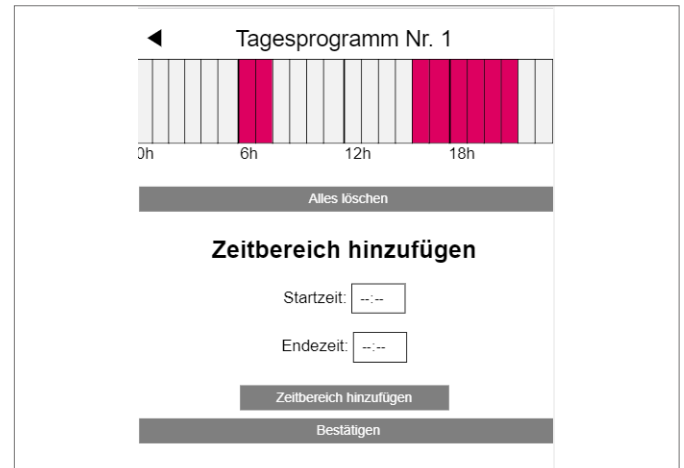 Tagesprogramm Nr. 1
0h 6h 12h 18h
Alles löschen
Zeitbereich hinzufügen
Startzeit: --:--
Endezeit: --:--
Zeitbereich hinzufügen
Bestätigen